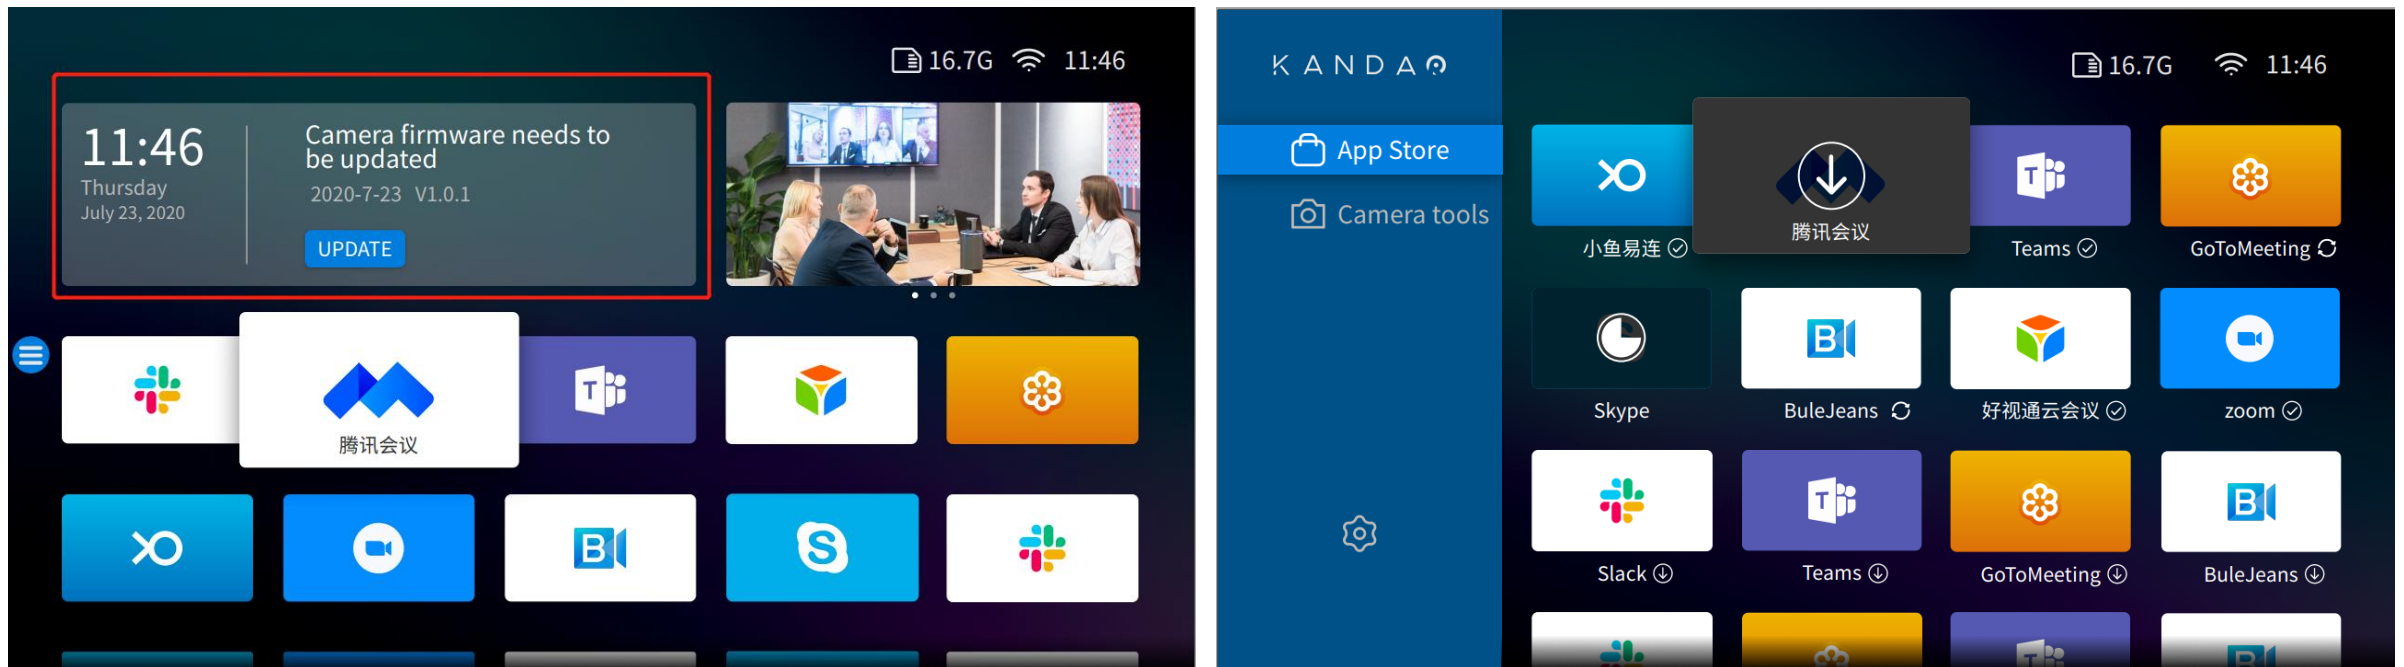 16.7G 11:46
11:46
Thursday
July 23, 2020
Camera firmware needs to
be updated
2020-7-23 V1.0.1
UPDATE
腾讯会议
KANDAO
App Store
Camera tools
16.7G 11:46
小鱼易连
腾讯会议
Teams
GoToMeeting
Skype
BuleJeans
好视通云会议
zoom
Slack
Teams
GoToMeeting
BuleJeans